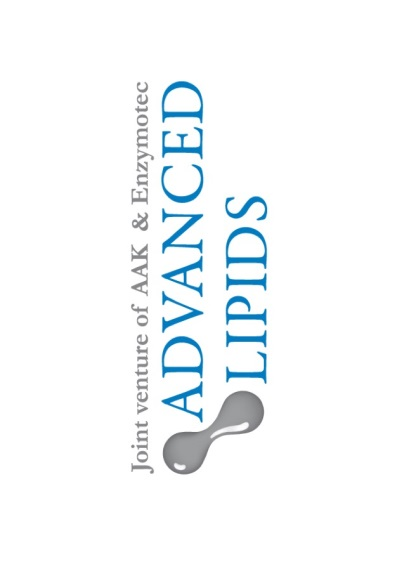 Joint venture of AAK & Enzymotec
ADVANCED
LIPIDS